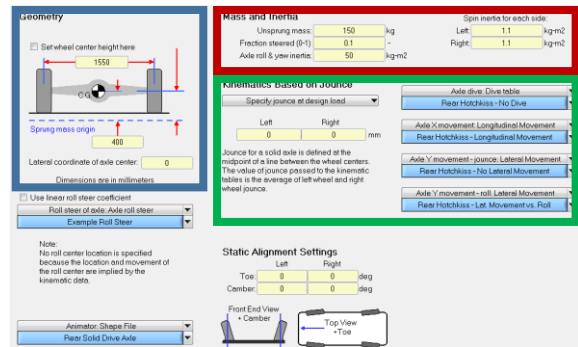 Geometry
Set wheel center height here
1550
CG
Sprung mass origin
400
Lateral coordinate of axle center: 0
Dimensions are in millimeters
Mass and Inertia
Unsprung mass: 150 kg
Fraction steered (0-1) 0.1 -
Axle roll & yaw inertia: 50 kg-m2
Spin inertia for each side:
Left: 1.1 kg-m2
Right: 1.1 kg-m2
Kinematics Based on Jounce
Specify jounce at design load
Left Right
0 0 mm
Jounce for a solid axle is defined at the
midpoint of a line between the wheel centers.
The value of jounce passed to the kinematic
tables is the average of left wheel and right
wheel jounce.
Axle dive: Dive table
Rear Hotchkiss - No Dive
Axle X movement: Longitudinal Movement
Rear Hotchkiss - Longitudinal Movement
Axle Y movement - jounce: Lateral Movement
Rear Hotchkiss - No Lateral Movement
Axle Y movement - roll: Lateral Movement
Rear Hotchkiss - Lat. Movement vs. Roll
Use linear roll steer coefficient
Roll steer of axle: Axle roll steer
Example Roll Steer
Note:
No roll center location is specified
because the location and movement of
the roll center are implied by the
kinematic data.
Animator: Shape File
Rear Solid Drive Axle
Static Alignment Settings
Left Right
Toe: 0 0 deg
Camber: 0 0 deg
Front End View
+ Camber
Top View
+Toe